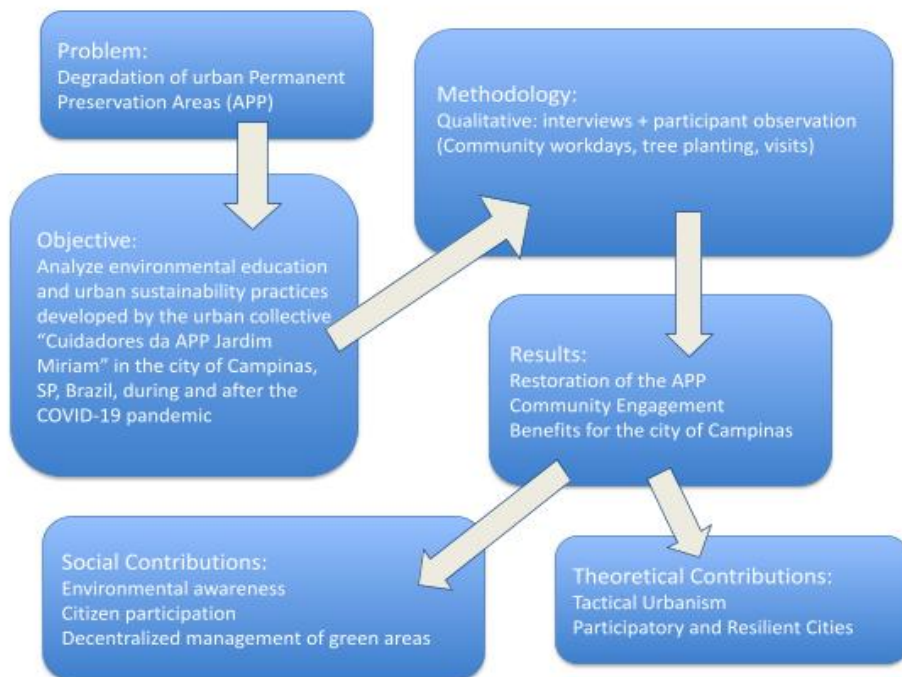 Problem:
Degradation of urban Permanent
Preservation Areas (APP)
Objective:
Analyze environmental education
and urban sustainability practices
developed by the urban collective
“Cuidadores da APP Jardim
Miriam” in the city of Campinas,
SP, Brazil, during and after the
COVID-19 pandemic
Methodology:
Qualitative: interviews + participant observation
(Community workdays, tree planting, visits)
Results:
Restoration of the APP
Community Engagement
Benefits for the city of Campinas
Social Contributions:
Environmental awareness
Citizen participation
Decentralized management of green areas
Theoretical Contributions:
Tactical Urbanism
Participatory and Resilient Cities